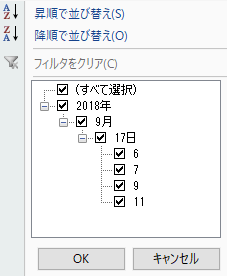 昇順で並び替え(S)
降順で並び替え(O)
フィルタをクリア(C)
(すべて選択)
2018年
9月
17日
6
7
9
11
OK
キャンセル